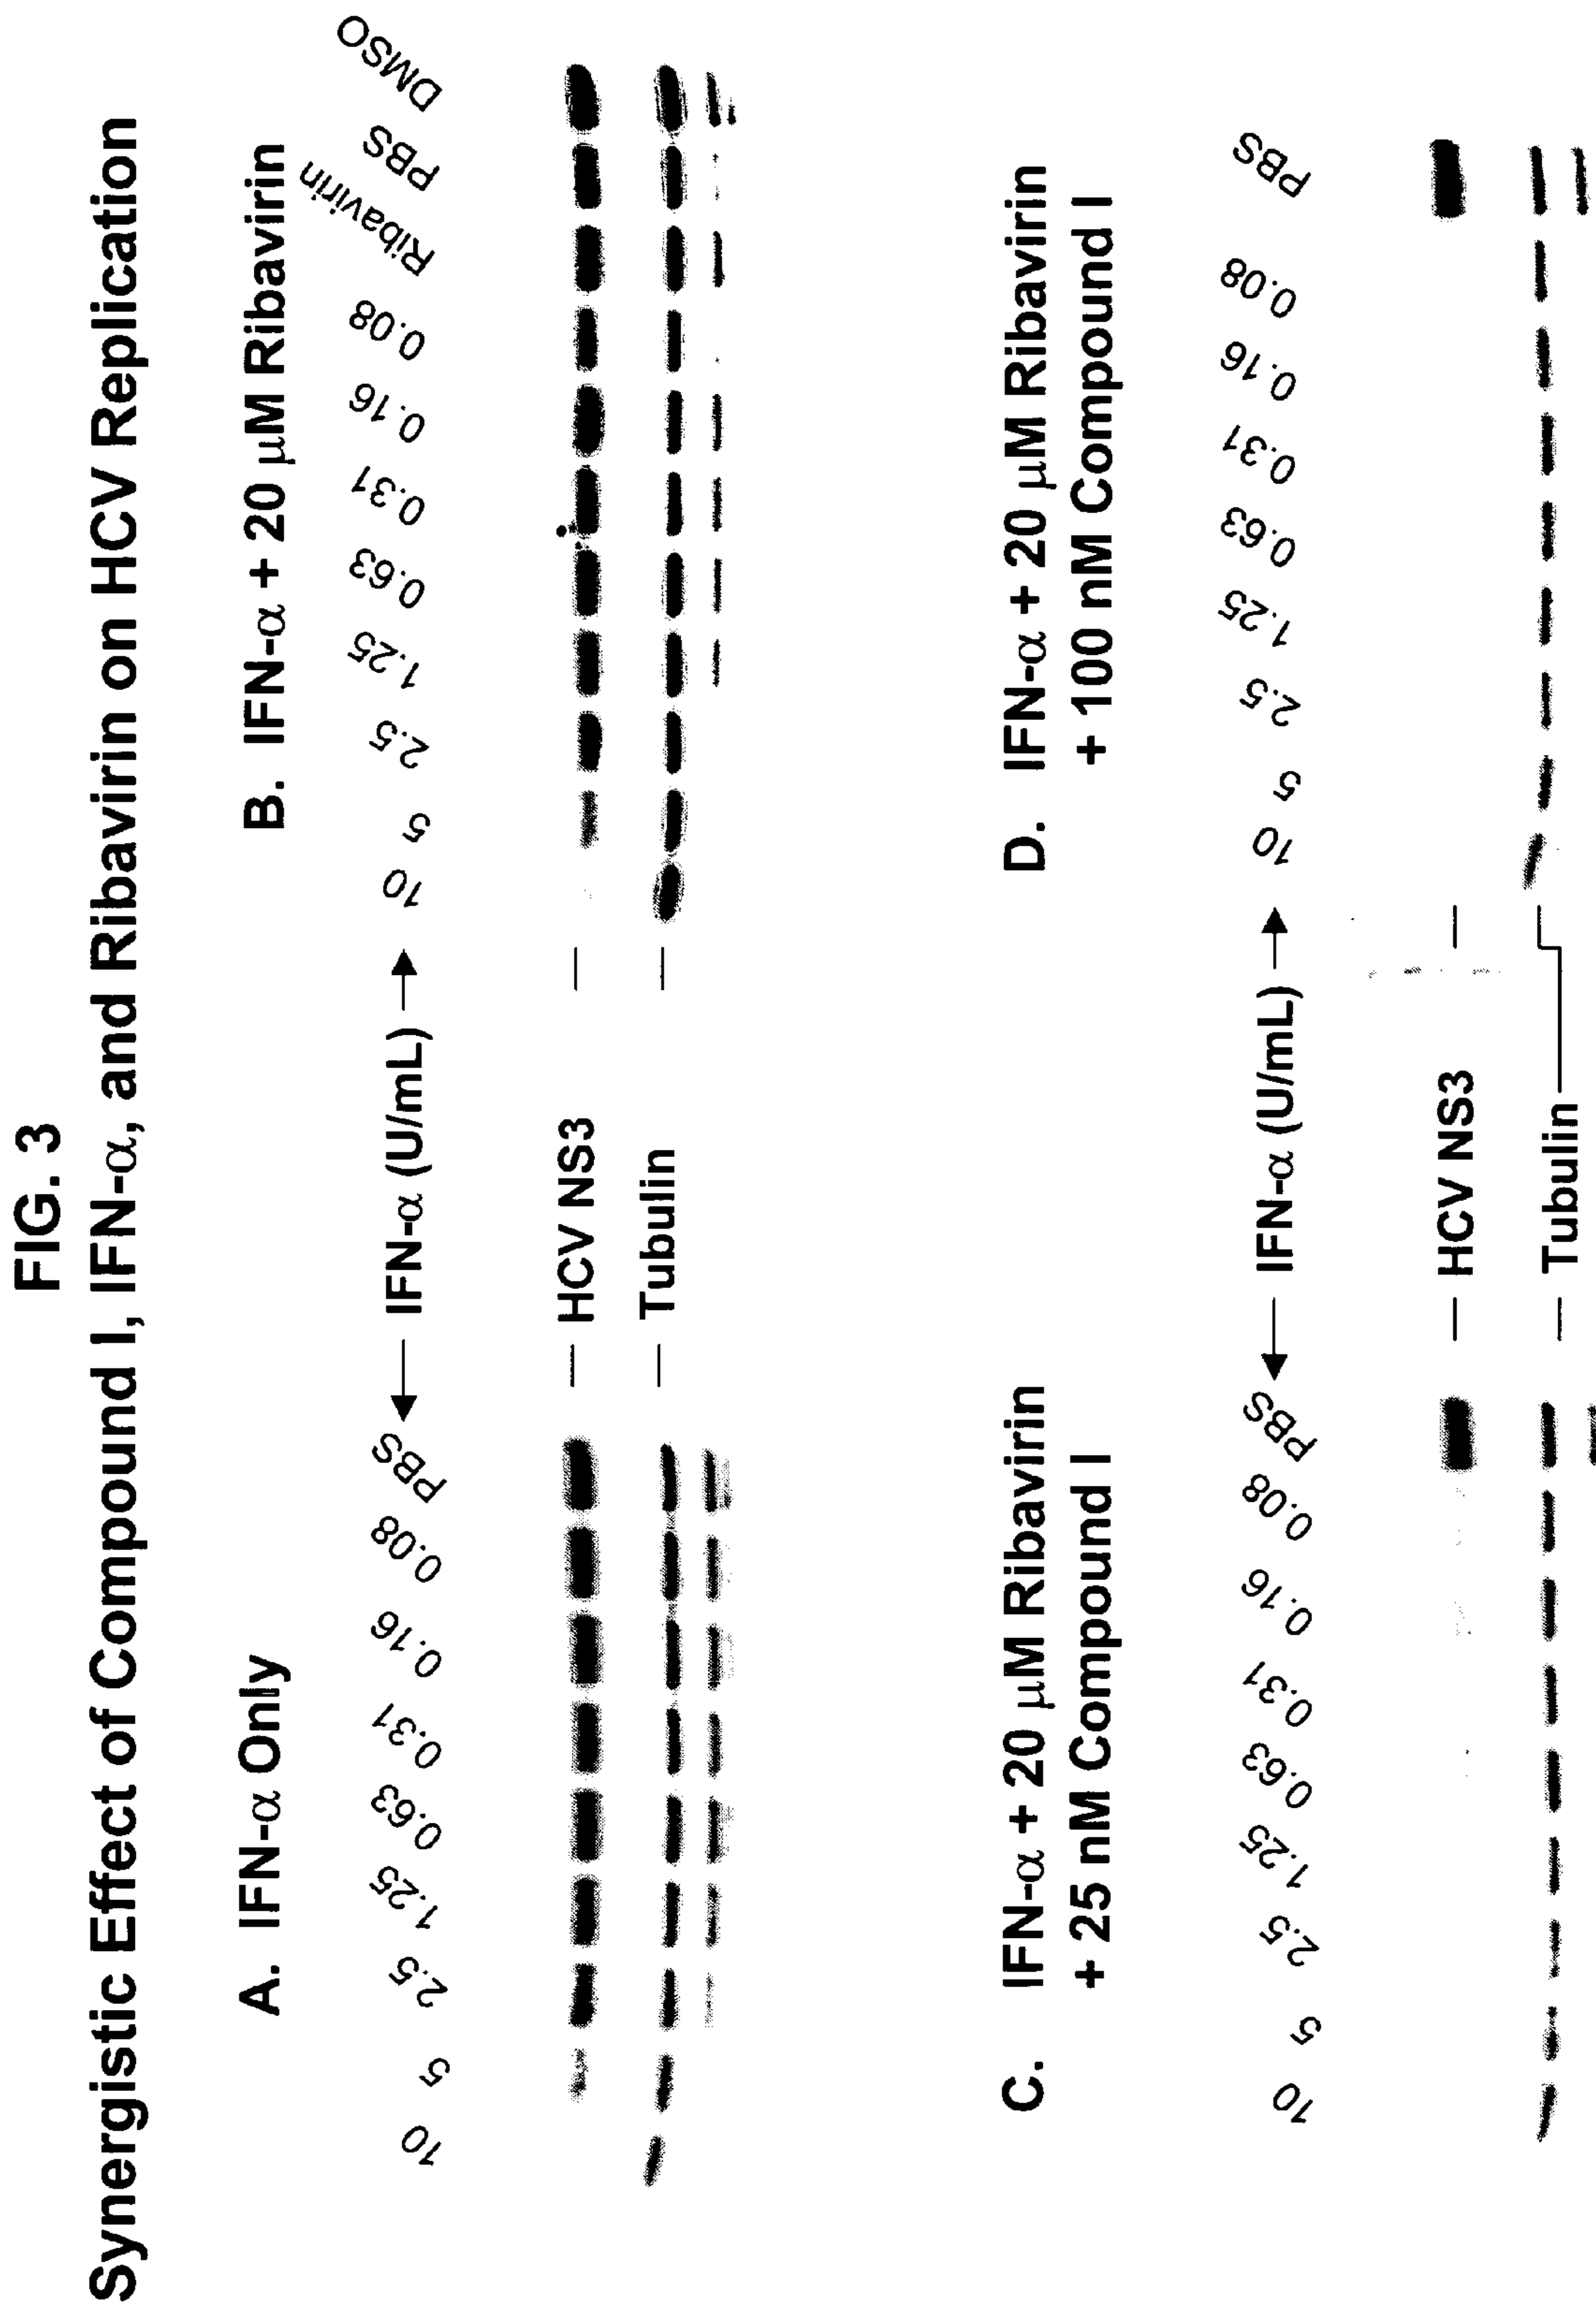 FIG. 3
Synergistic Effect of Compound I, IFN-α, and Ribavirin on HCV Replication
A. IFN-α Only
10 5 2.5 1.25 0.63 0.31 0.16 0.08 PBS
IFN-α (U/mL)
HCV NS3
Tubulin
B. IFN-α + 20 μM Ribavirin
10 5 2.5 1.25 0.63 0.31 0.16 0.08 Ribavirin PBS DMSO
C. IFN-α + 20 μM Ribavirin
+ 25 nM Compound I
10 5 2.5 1.25 0.63 0.31 0.16 0.08 PBS
IFN-α (U/mL)
HCV NS3
Tubulin
D. IFN-α + 20 μM Ribavirin
+ 100 nM Compound I
10 5 2.5 1.25 0.63 0.31 0.16 0.08 PBS